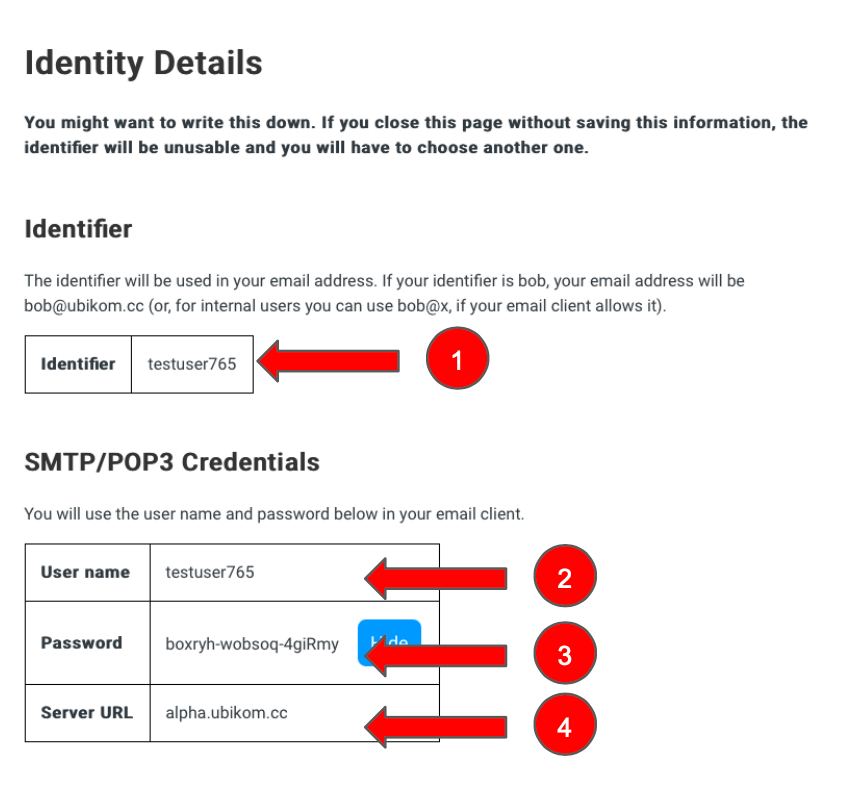 Identity Details
You might want to write this down. If you close this page without saving this information, the
identifier will be unusable and you will have to choose another one.
Identifier
The identifier will be used in your email address. If your identifier is bob, your email address will be
bob@ubikom.cc (or, for internal users you can use bob@x, if your email client allows it).
Identifier testuser765 1
SMTP/POP3 Credentials
You will use the user name and password below in your email client.
User name testuser765 2
Password boxryh-wobsoq-4giRmy Hide 3
Server URL alpha.ubikom.cc 4